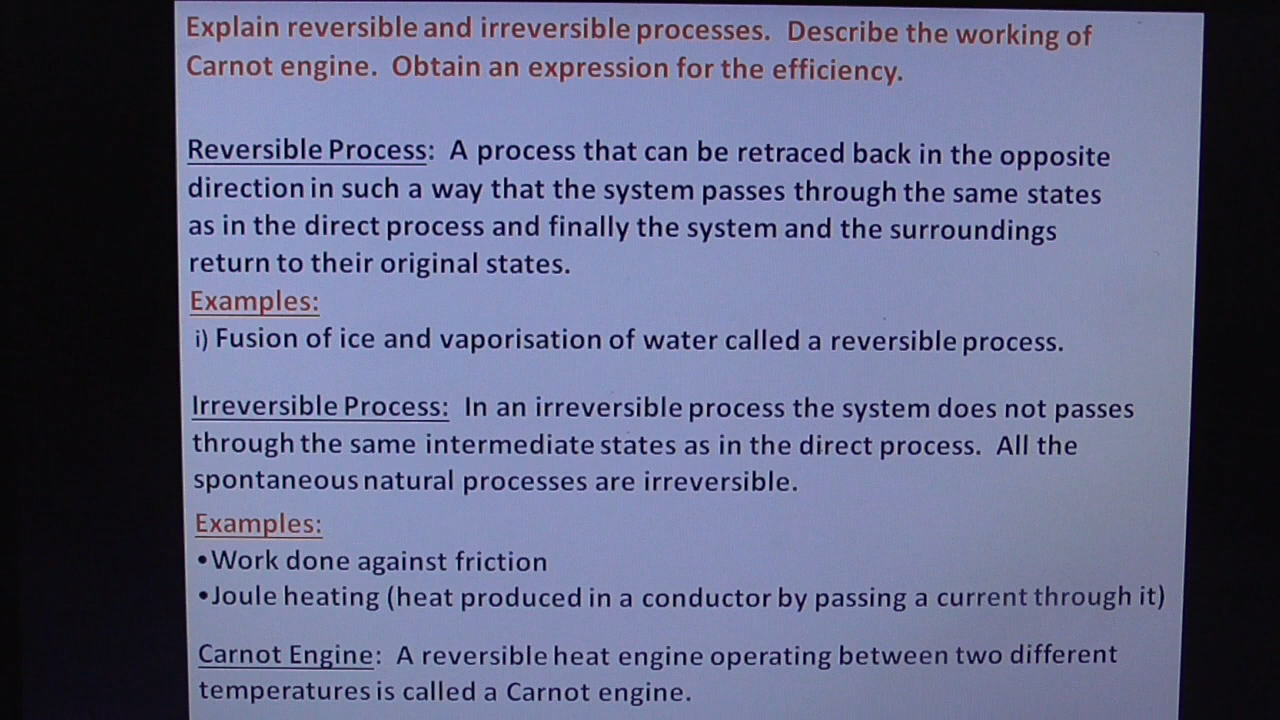 Explain reversible and irreversible processes. Describe the working of
Carnot engine. Obtain an expression for the efficiency.
Reversible Process: A process that can be retraced back in the opposite
direction in such a way that the system passes through the same states
as in the direct process and finally the system and the surroundings
return to their original states.
Examples:
i) Fusion of ice and vaporisation of water called a reversible process.
Irreversible Process: In an irreversible process the system does not passes
through the same intermediate states as in the direct process. All the
spontaneous natural processes are irreversible.
Examples:
•Work done against friction
•Joule heating (heat produced in a conductor by passing a current through it)
Carnot Engine: A reversible heat engine operating between two different
temperatures is called a Carnot engine.